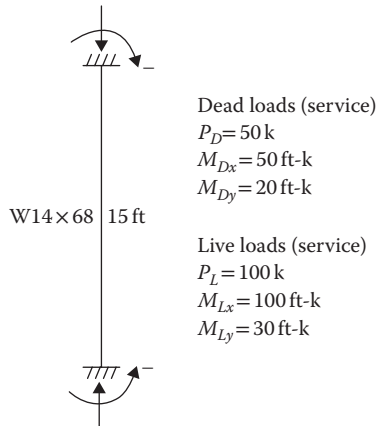 Dead loads (service)
P_D = 50 k
M_Dx = 50 ft-k
M_Dy = 20 ft-k
W14×68 15 ft
Live loads (service)
P_L = 100 k
M_Lx = 100 ft-k
M_Ly = 30 ft-k